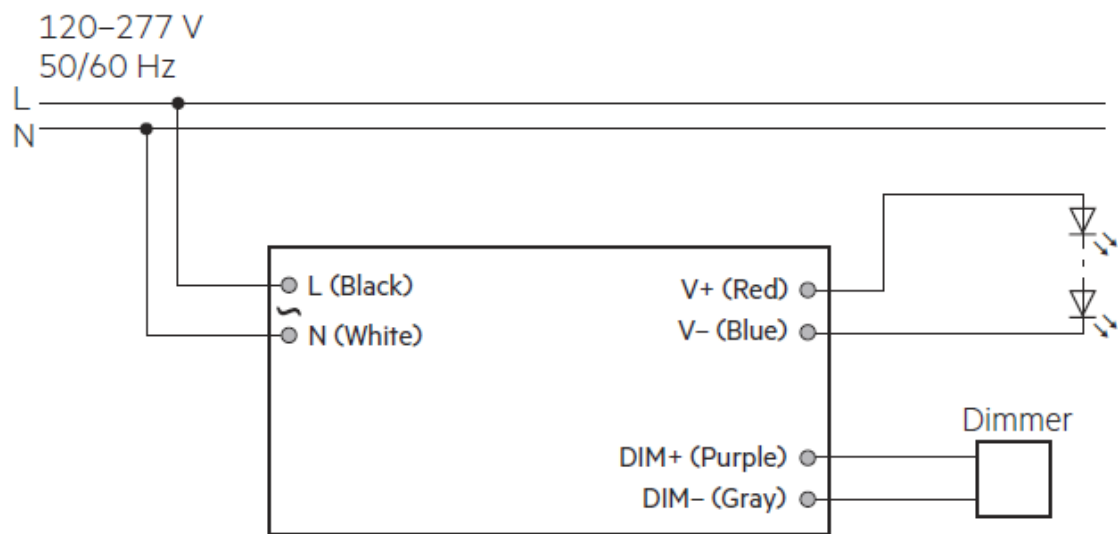 120–277 V
50/60 Hz
L
N
L (Black)
~
N (White)
V+ (Red)
V– (Blue)
Dimmer
DIM+ (Purple)
DIM– (Gray)